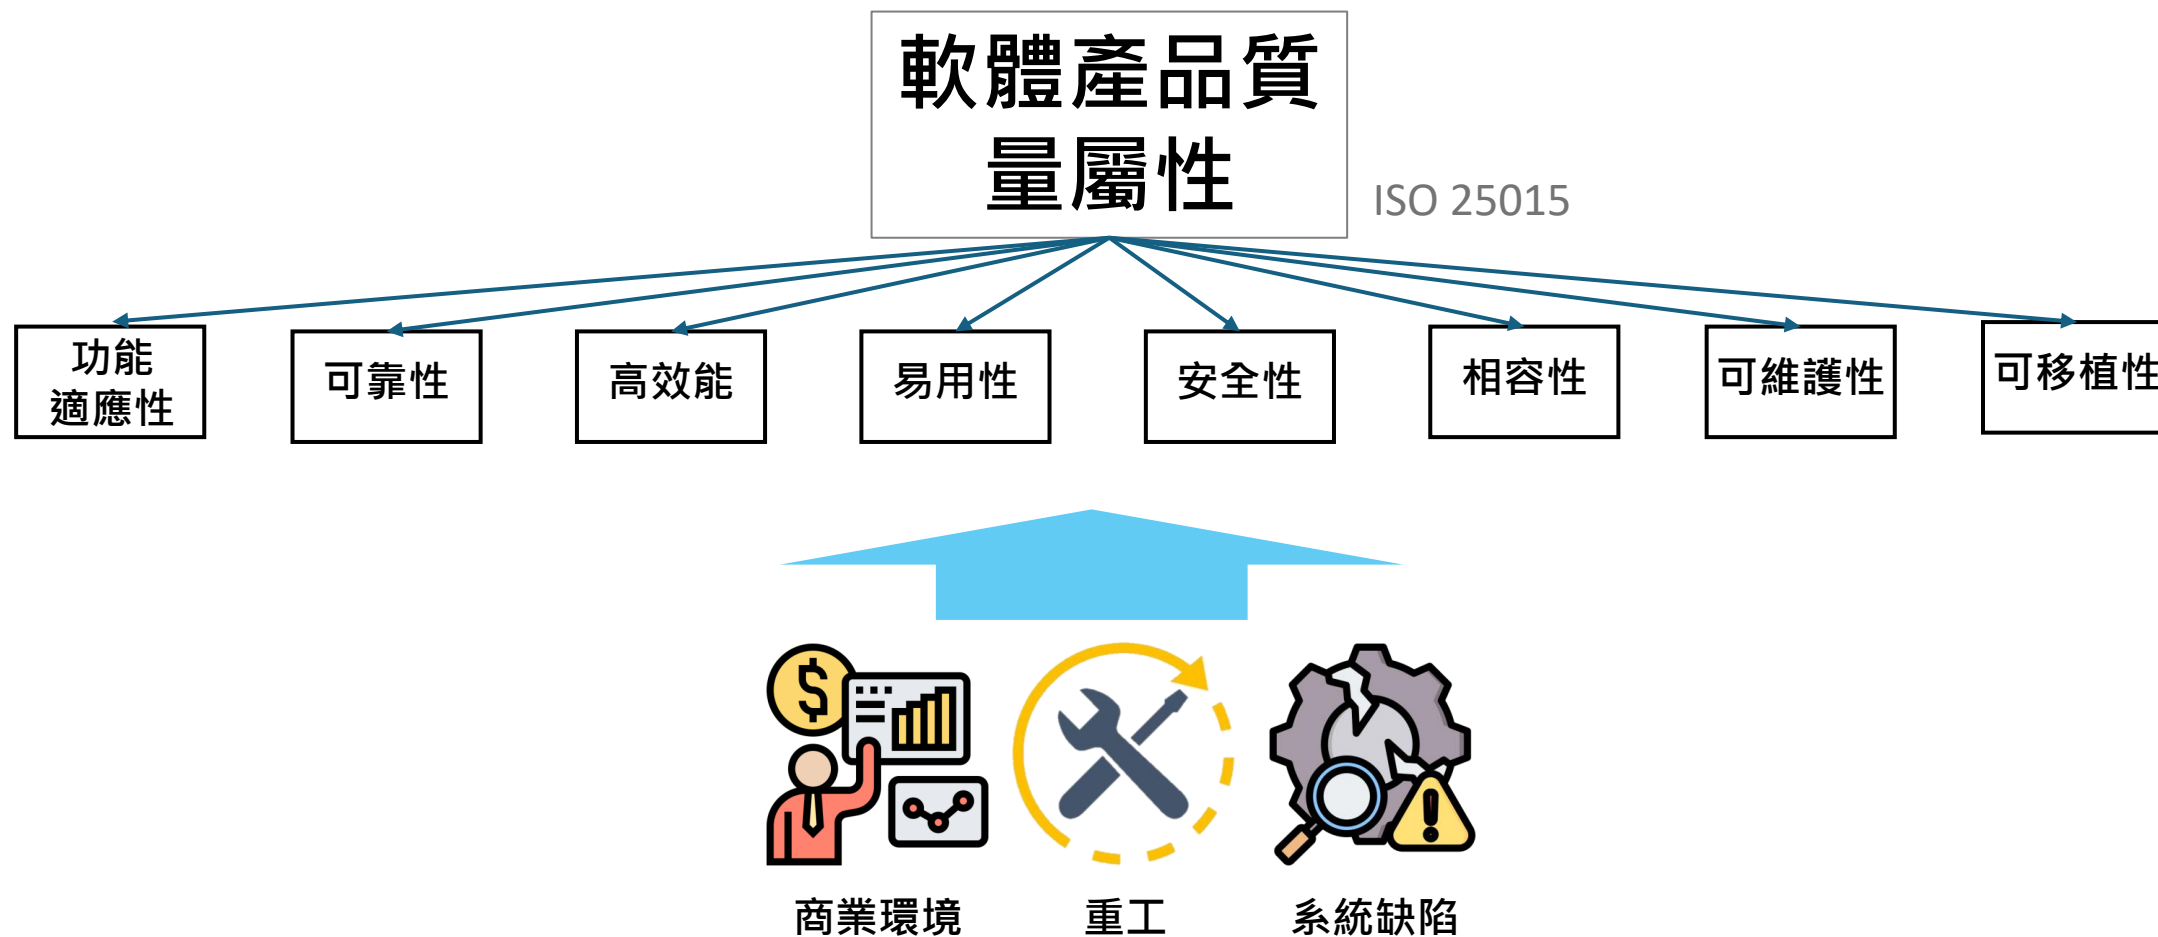 軟體產品質
量屬性
ISO 25015
功能
適應性
可靠性
高效能
易用性
安全性
相容性
可維護性
可移植性
$
!
商業環境
重工
系統缺陷